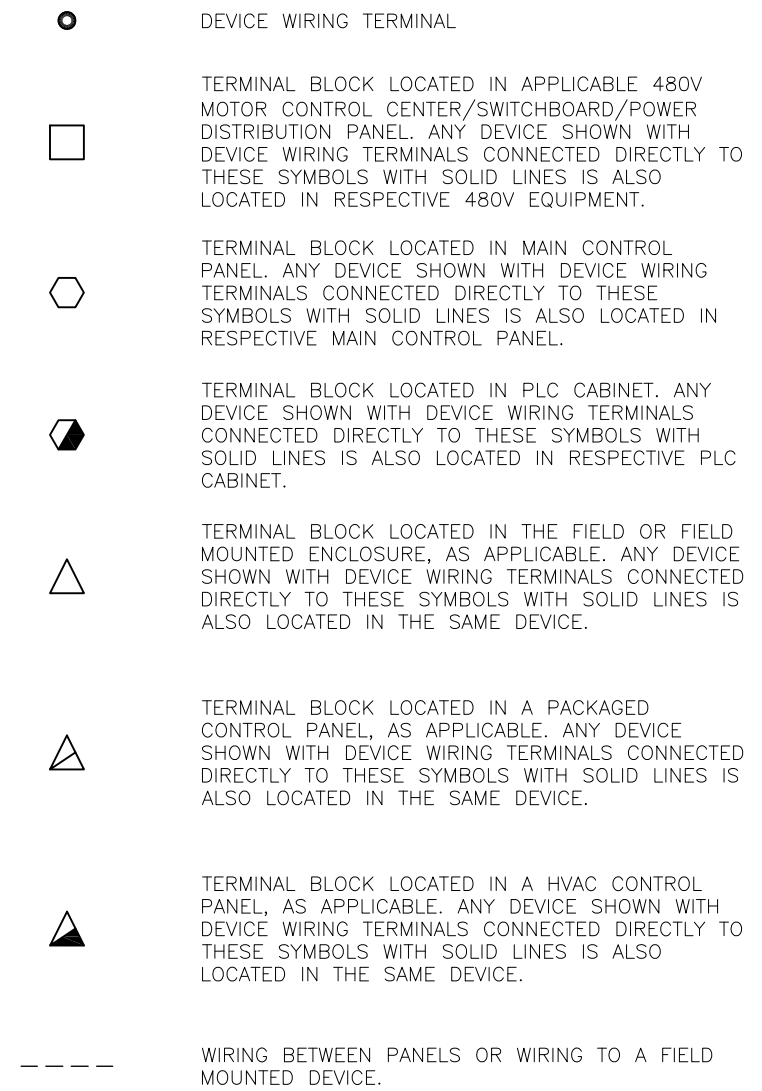 DEVICE WIRING TERMINAL
TERMINAL BLOCK LOCATED IN APPLICABLE 480V
MOTOR CONTROL CENTER/SWITCHBOARD/POWER
DISTRIBUTION PANEL. ANY DEVICE SHOWN WITH
DEVICE WIRING TERMINALS CONNECTED DIRECTLY TO
THESE SYMBOLS WITH SOLID LINES IS ALSO
LOCATED IN RESPECTIVE 480V EQUIPMENT.
TERMINAL BLOCK LOCATED IN MAIN CONTROL
PANEL. ANY DEVICE SHOWN WITH DEVICE WIRING
TERMINALS CONNECTED DIRECTLY TO THESE
SYMBOLS WITH SOLID LINES IS ALSO LOCATED IN
RESPECTIVE MAIN CONTROL PANEL.
TERMINAL BLOCK LOCATED IN PLC CABINET. ANY
DEVICE SHOWN WITH DEVICE WIRING TERMINALS
CONNECTED DIRECTLY TO THESE SYMBOLS WITH
SOLID LINES IS ALSO LOCATED IN RESPECTIVE PLC
CABINET.
TERMINAL BLOCK LOCATED IN THE FIELD OR FIELD
MOUNTED ENCLOSURE, AS APPLICABLE. ANY DEVICE
SHOWN WITH DEVICE WIRING TERMINALS CONNECTED
DIRECTLY TO THESE SYMBOLS WITH SOLID LINES IS
ALSO LOCATED IN THE SAME DEVICE.
TERMINAL BLOCK LOCATED IN A PACKAGED
CONTROL PANEL, AS APPLICABLE. ANY DEVICE
SHOWN WITH DEVICE WIRING TERMINALS CONNECTED
DIRECTLY TO THESE SYMBOLS WITH SOLID LINES IS
ALSO LOCATED IN THE SAME DEVICE.
TERMINAL BLOCK LOCATED IN A HVAC CONTROL
PANEL, AS APPLICABLE. ANY DEVICE SHOWN WITH
DEVICE WIRING TERMINALS CONNECTED DIRECTLY TO
THESE SYMBOLS WITH SOLID LINES IS ALSO
LOCATED IN THE SAME DEVICE.
WIRING BETWEEN PANELS OR WIRING TO A FIELD
MOUNTED DEVICE.